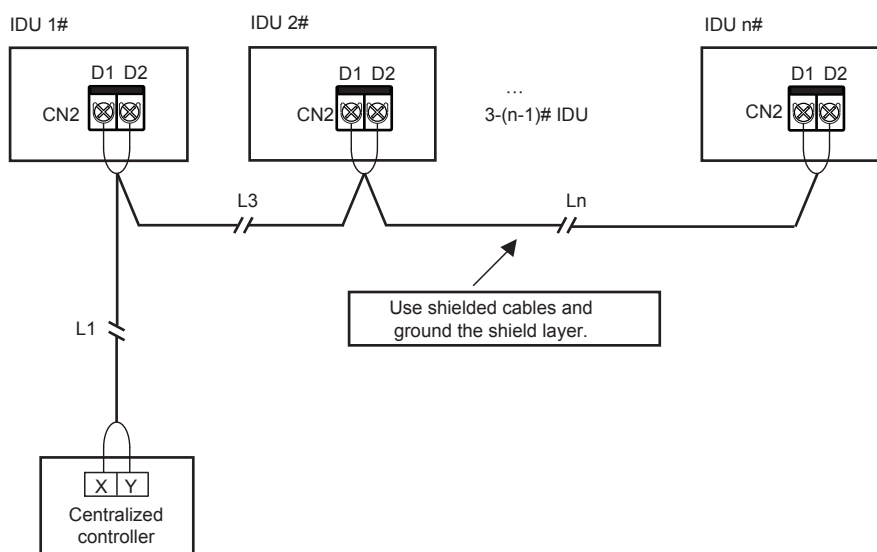 IDU 1#
IDU 2#
IDU n#
D1 D2
D1 D2
D1 D2
CN2
CN2
CN2
...
3-(n-1)# IDU
L3
Ln
Use shielded cables and
ground the shield layer.
L1
X Y
Centralized
controller